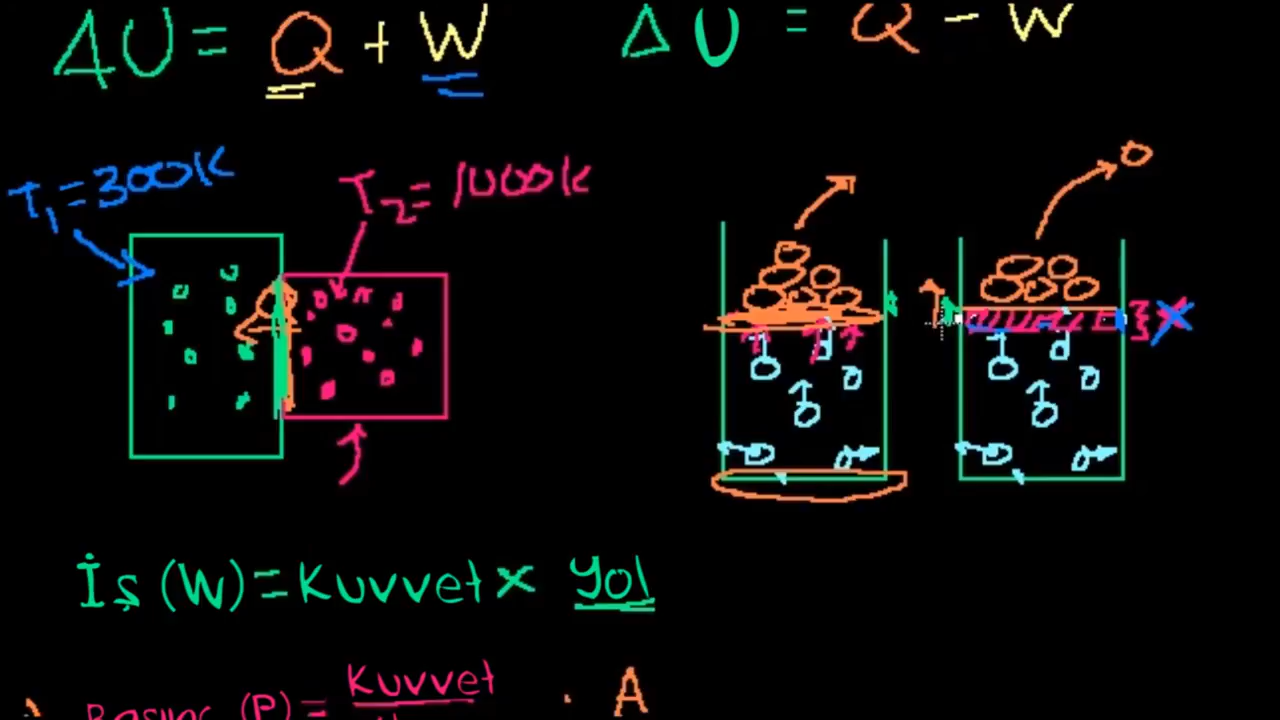 ΔU = Q + W
ΔU = Q - W
T₁=300K
T₂=1000K
x
İş (W) = Kuvvet x yol
Basınç (P) = Kuvvet
. A